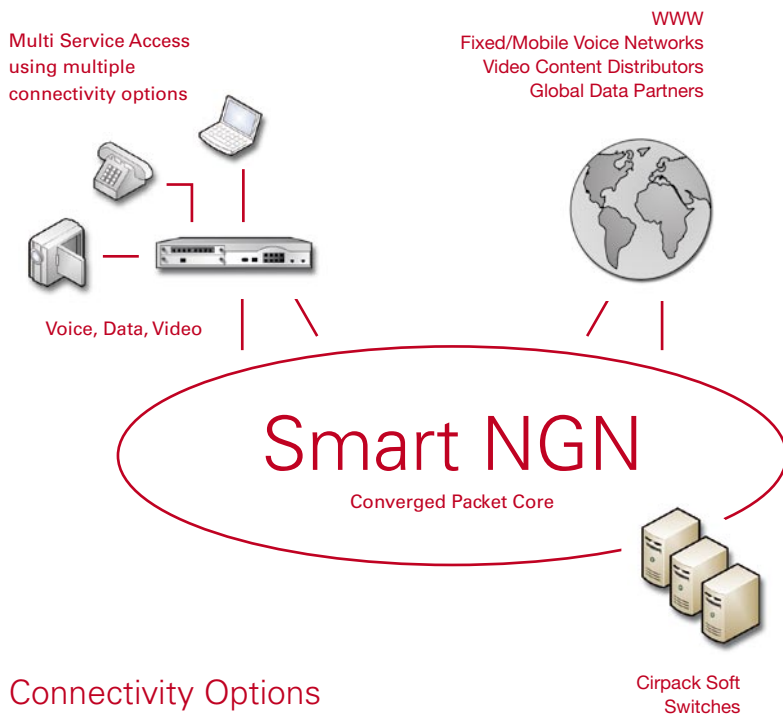 Multi Service Access
using multiple
connectivity options
WWW
Fixed/Mobile Voice Networks
Video Content Distributors
Global Data Partners
Voice, Data, Video
Smart NGN
Converged Packet Core
Cirpack Soft
Switches
Connectivity Options